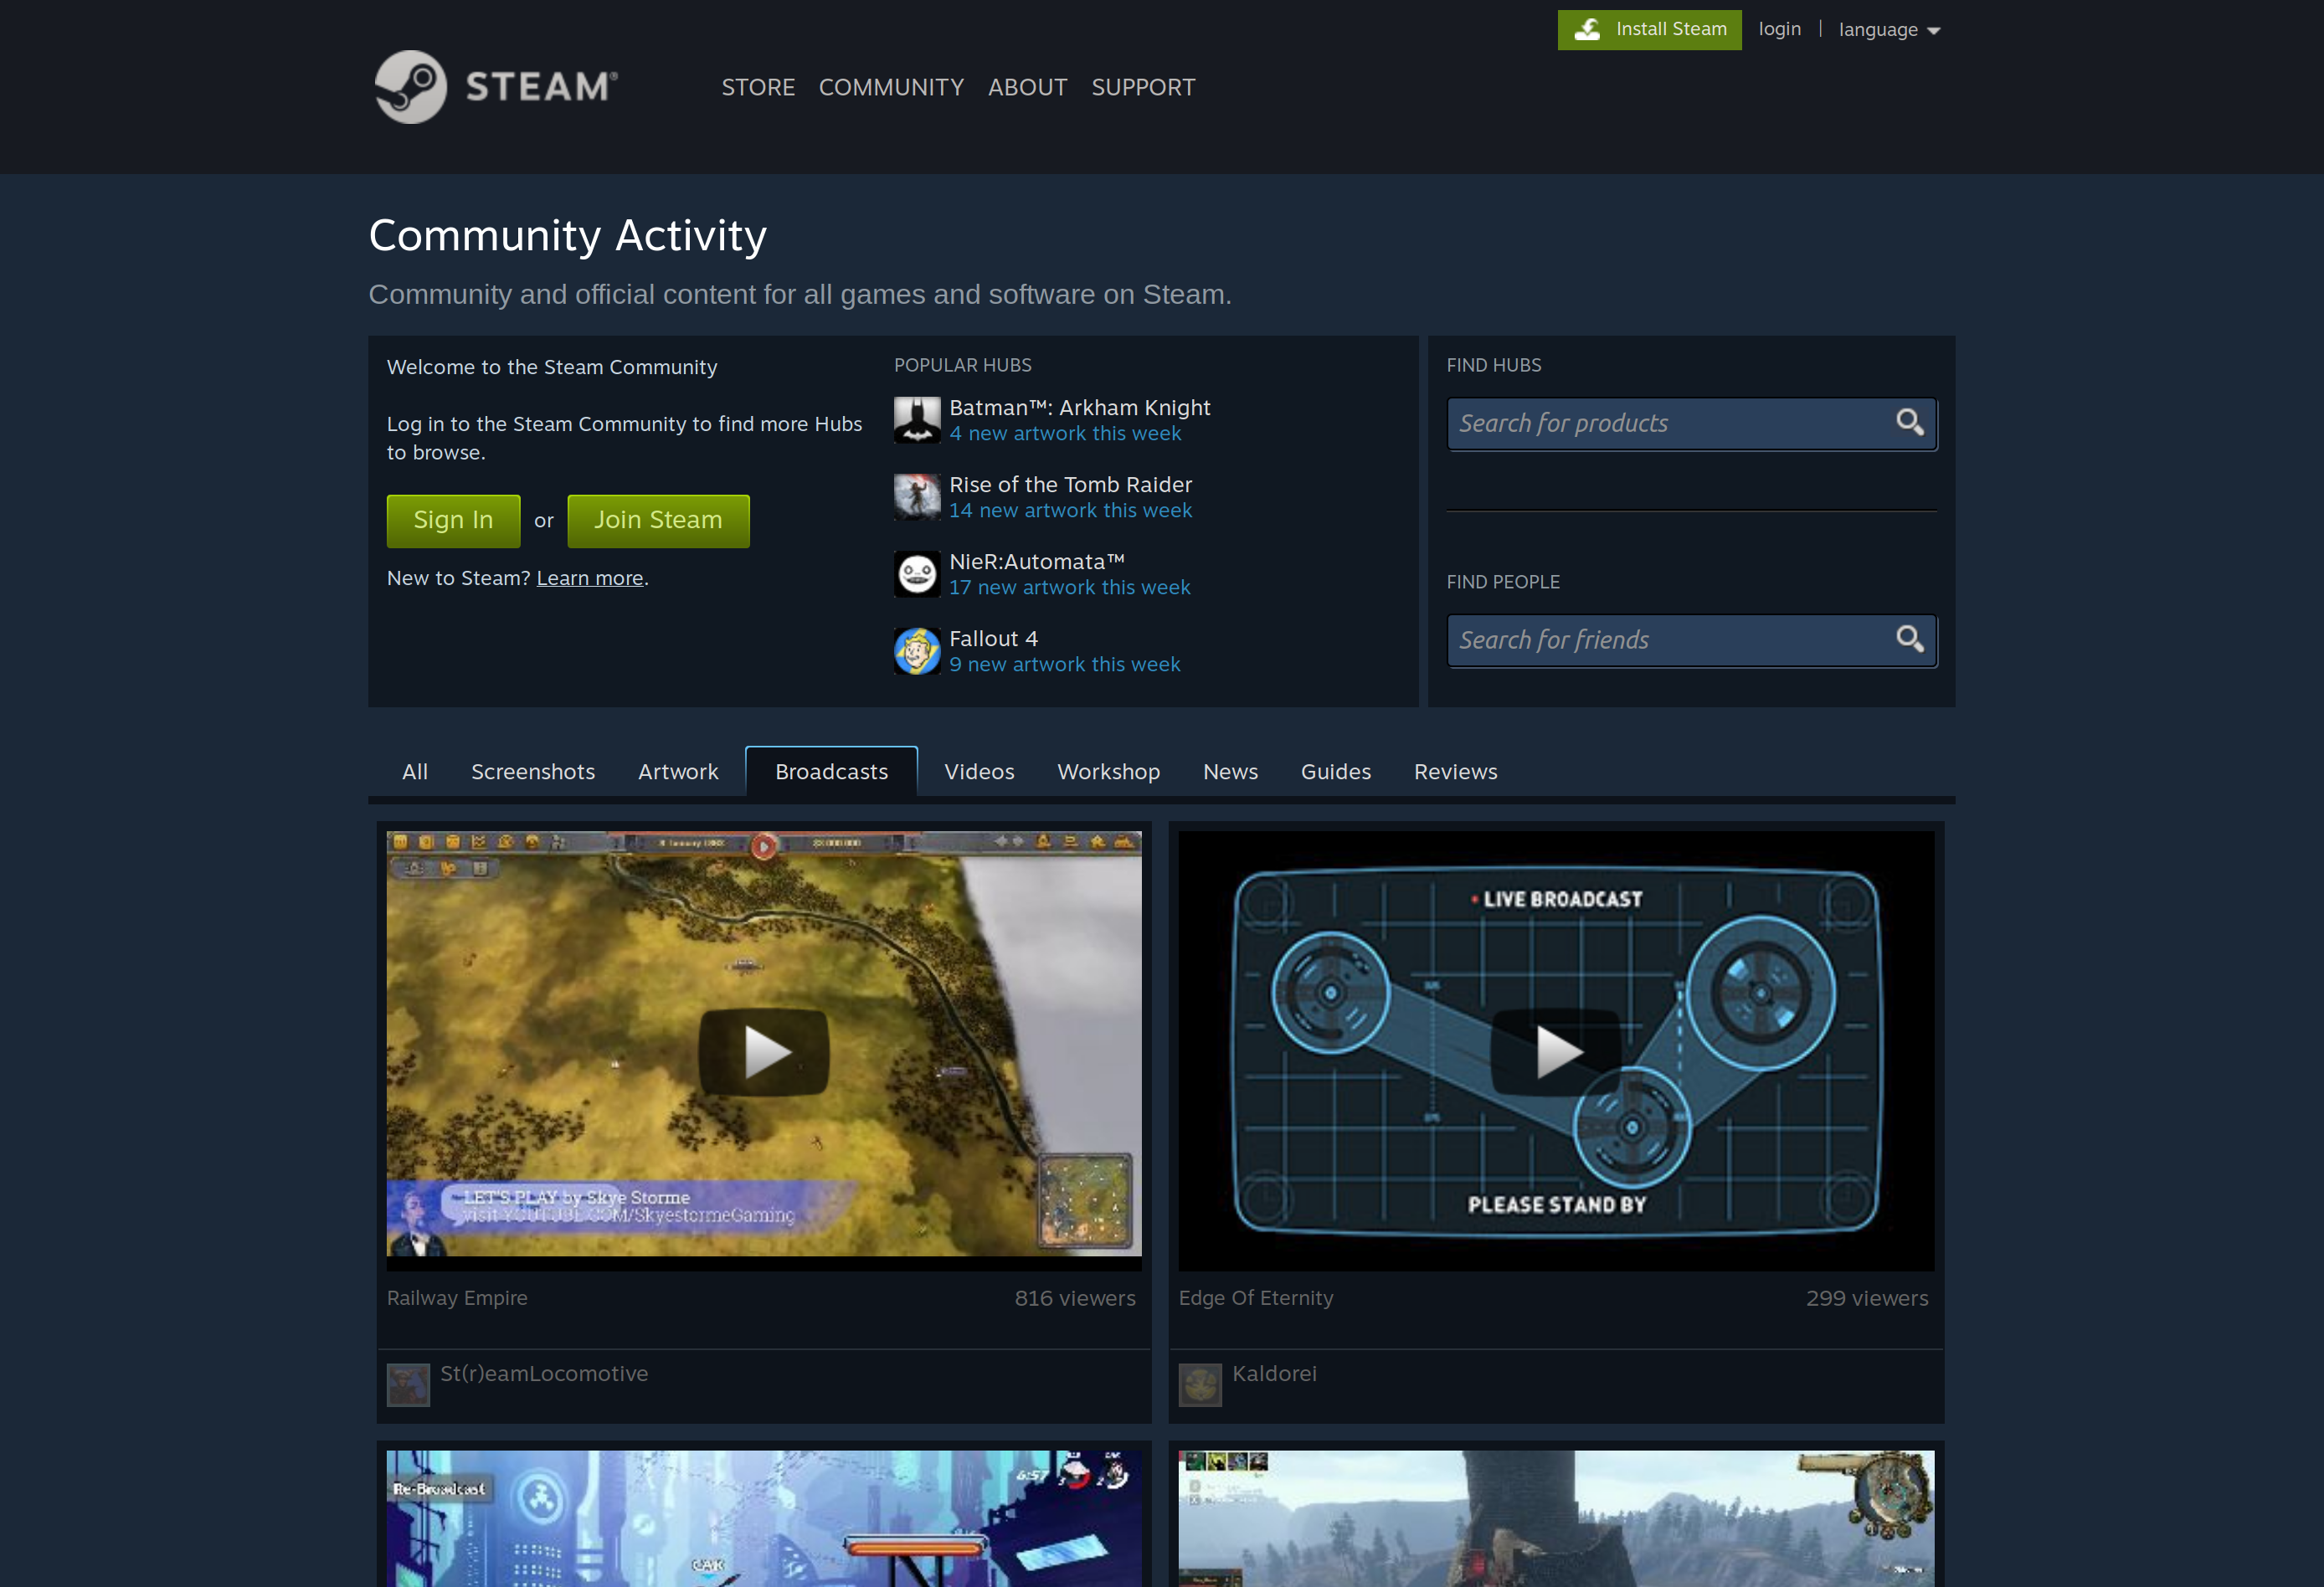 Install Steam login | language
STEAM®
STORE COMMUNITY ABOUT SUPPORT
Community Activity
Community and official content for all games and software on Steam.
Welcome to the Steam Community
Log in to the Steam Community to find more Hubs
to browse.
Sign In or Join Steam
New to Steam? Learn more.
POPULAR HUBS
Batman™: Arkham Knight
4 new artwork this week
Rise of the Tomb Raider
14 new artwork this week
NieR:Automata™
17 new artwork this week
Fallout 4
9 new artwork this week
FIND HUBS
Search for products
FIND PEOPLE
Search for friends
All Screenshots Artwork Broadcasts Videos Workshop News Guides Reviews
LET'S PLAY by Skye Storme
visit YOUTUBE.COM/SkyestormeGaming
Railway Empire 816 viewers
St(r)eamLocomotive
LIVE BROADCAST
PLEASE STAND BY
Edge Of Eternity 299 viewers
Kaldorei
Re-Broadcast
6:57